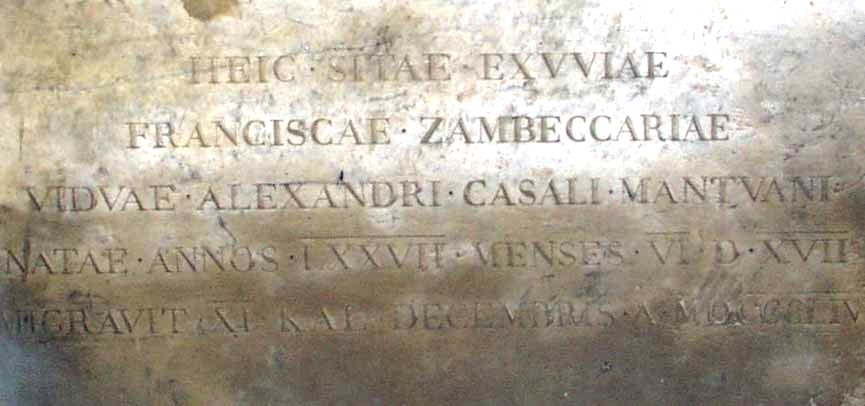 HEIC · SITAE · EXVVIAE
FRANCISCAE · ZAMBECCARIAE
VIDVAE · ALEXANDRI · CASALI · MANTVANI ·
NATAE · ANNOS · LXXVII · MENSES · VI · D · XVII
MIGRAVIT · XI · KAL · DECEMBRIS · A ·